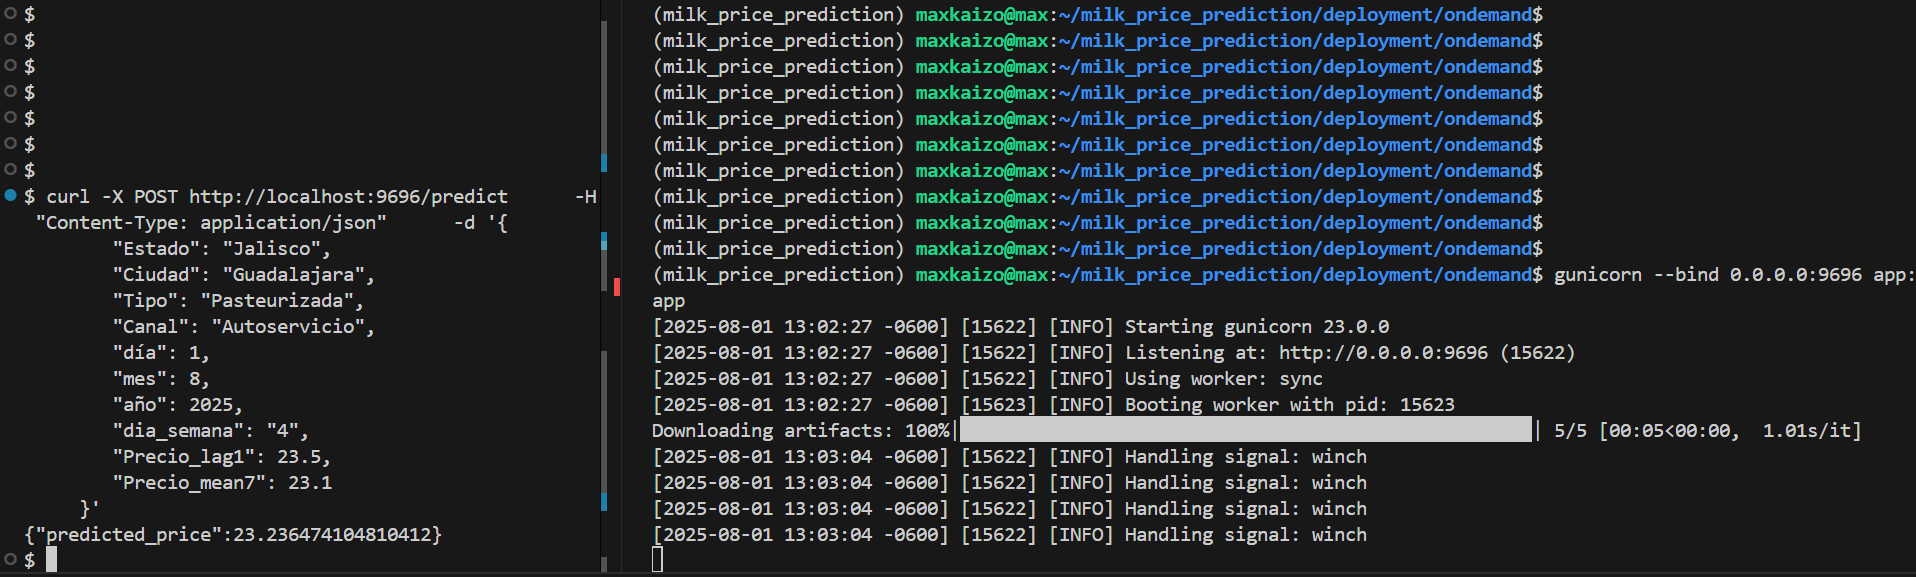 $
$
$
$
$
$
$
$ curl -X POST http://localhost:9696/predict      -H
 "Content-Type: application/json"      -d '{
        "Estado": "Jalisco",
        "Ciudad": "Guadalajara",
        "Tipo": "Pasteurizada",
        "Canal": "Autoservicio",
        "día": 1,
        "mes": 8,
        "año": 2025,
        "dia_semana": "4",
        "Precio_lag1": 23.5,
        "Precio_mean7": 23.1
     }'
{"predicted_price":23.236474104810412}
$
(milk_price_prediction) maxkaizo@max:~/milk_price_prediction/deployment/ondemand$
(milk_price_prediction) maxkaizo@max:~/milk_price_prediction/deployment/ondemand$
(milk_price_prediction) maxkaizo@max:~/milk_price_prediction/deployment/ondemand$
(milk_price_prediction) maxkaizo@max:~/milk_price_prediction/deployment/ondemand$
(milk_price_prediction) maxkaizo@max:~/milk_price_prediction/deployment/ondemand$
(milk_price_prediction) maxkaizo@max:~/milk_price_prediction/deployment/ondemand$
(milk_price_prediction) maxkaizo@max:~/milk_price_prediction/deployment/ondemand$
(milk_price_prediction) maxkaizo@max:~/milk_price_prediction/deployment/ondemand$
(milk_price_prediction) maxkaizo@max:~/milk_price_prediction/deployment/ondemand$
(milk_price_prediction) maxkaizo@max:~/milk_price_prediction/deployment/ondemand$
(milk_price_prediction) maxkaizo@max:~/milk_price_prediction/deployment/ondemand$ gunicorn --bind 0.0.0.0:9696 app:
app
[2025-08-01 13:02:27 -0600] [15622] [INFO] Starting gunicorn 23.0.0
[2025-08-01 13:02:27 -0600] [15622] [INFO] Listening at: http://0.0.0.0:9696 (15622)
[2025-08-01 13:02:27 -0600] [15622] [INFO] Using worker: sync
[2025-08-01 13:02:27 -0600] [15623] [INFO] Booting worker with pid: 15623
Downloading artifacts: 100%| | 5/5 [00:05<00:00,  1.01s/it]
[2025-08-01 13:03:04 -0600] [15622] [INFO] Handling signal: winch
[2025-08-01 13:03:04 -0600] [15622] [INFO] Handling signal: winch
[2025-08-01 13:03:04 -0600] [15622] [INFO] Handling signal: winch
[2025-08-01 13:03:04 -0600] [15622] [INFO] Handling signal: winch